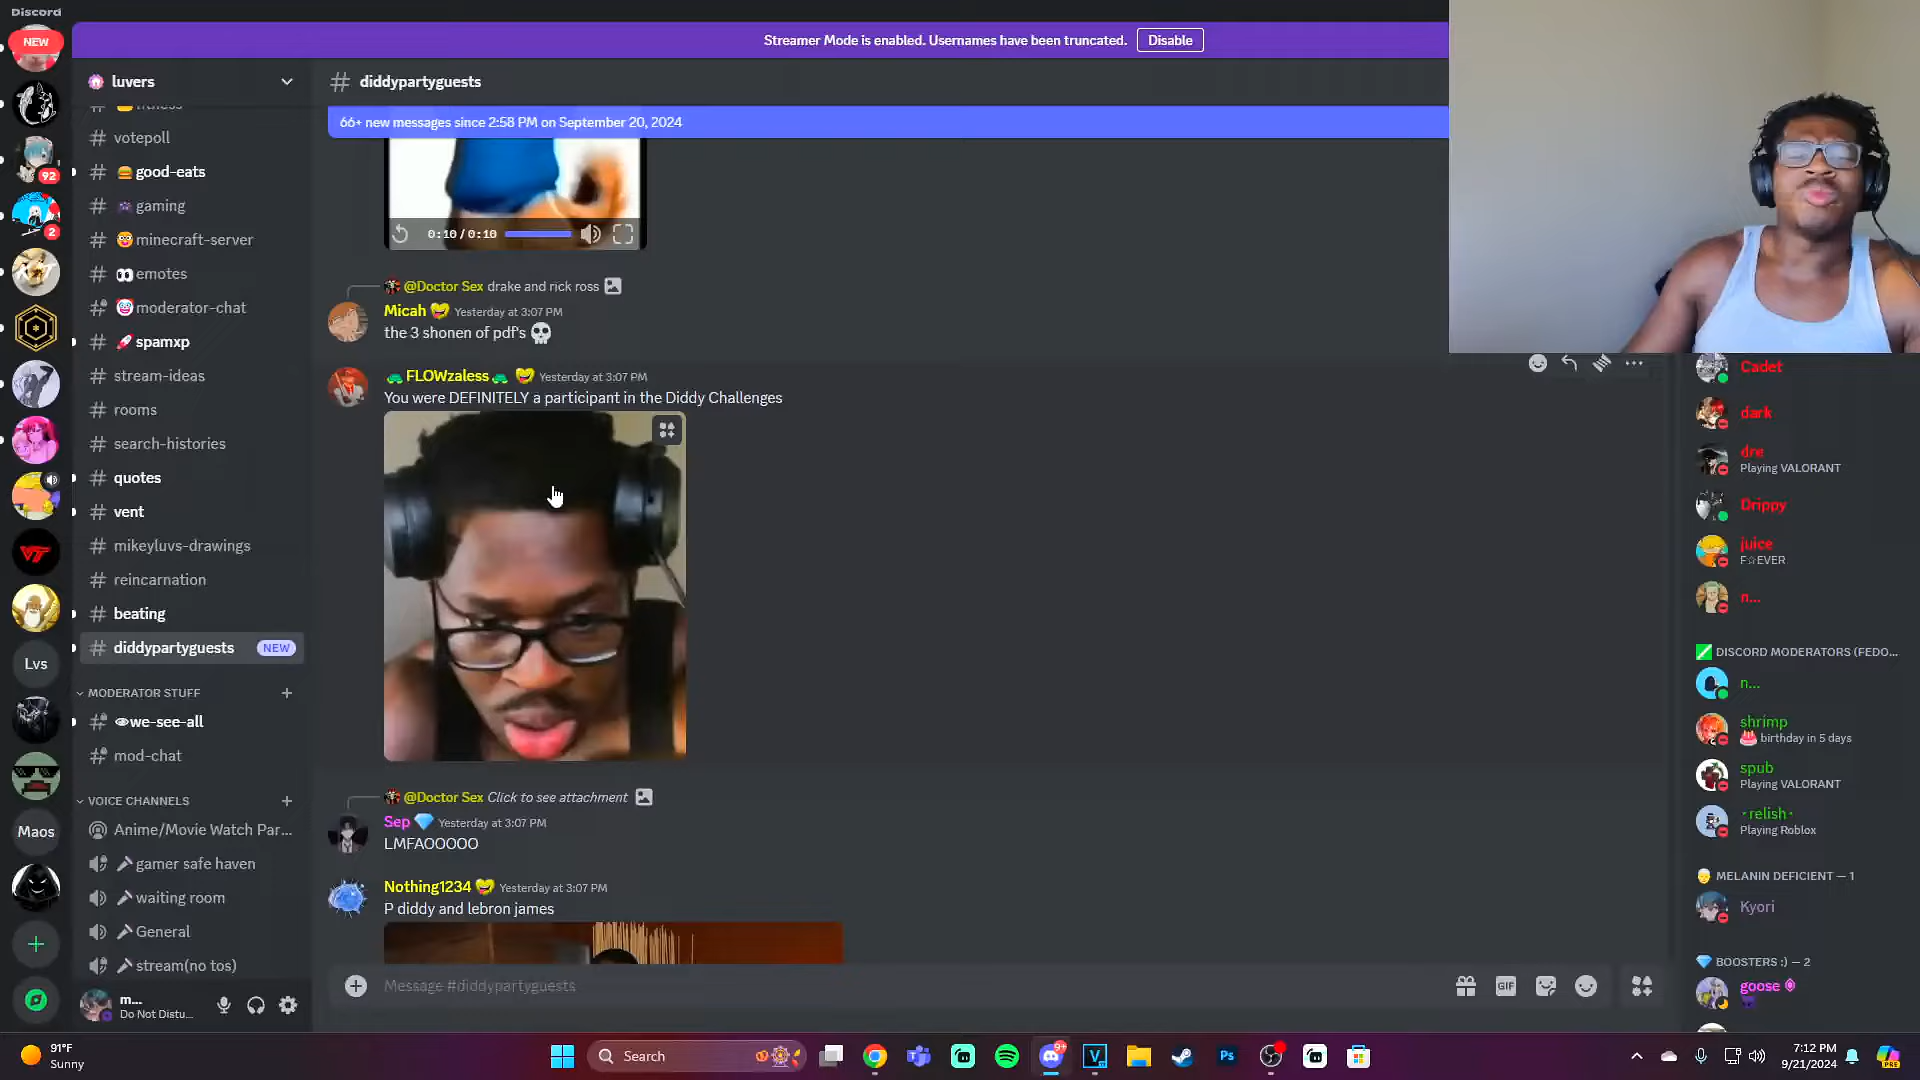 Discord
NEW
Streamer Mode is enabled. Usernames have been truncated.
Disable
luvers
diddypartyguests
66+ new messages since 2:58 PM on September 20, 2024
votepoll
good-eats
gaming
minecraft-server
emotes
moderator-chat
spamxp
stream-ideas
rooms
search-histories
quotes
vent
mikeyluvs-drawings
reincarnation
beating
diddypartyguests NEW
MODERATOR STUFF
we-see-all
mod-chat
VOICE CHANNELS
Anime/Movie Watch Par...
gamer safe haven
waiting room
General
stream(no tos)
m...
Do Not Distu...
92
2
VT
Lvs
Maos
0:10/0:10
@Doctor Sex drake and rick ross
Micah Yesterday at 3:07 PM
the 3 shonen of pdf's
FLOWzaless Yesterday at 3:07 PM
You were DEFINITELY a participant in the Diddy Challenges
@Doctor Sex Click to see attachment
Sep Yesterday at 3:07 PM
LMFAOOOOO
Nothing1234 Yesterday at 3:07 PM
P diddy and lebron james
Message #diddypartyguests
GIF
Cadet
dark
dre
Playing VALORANT
Drippy
juice
F☆EVER
n...
DISCORD MODERATORS (FEDO...
n...
shrimp
birthday in 5 days
spub
Playing VALORANT
-relish-
Playing Roblox
MELANIN DEFICIENT — 1
Kyori
BOOSTERS :) — 2
goose
91°F
Sunny
Search
9+
V
Ps
7:12 PM
9/21/2024
PRE